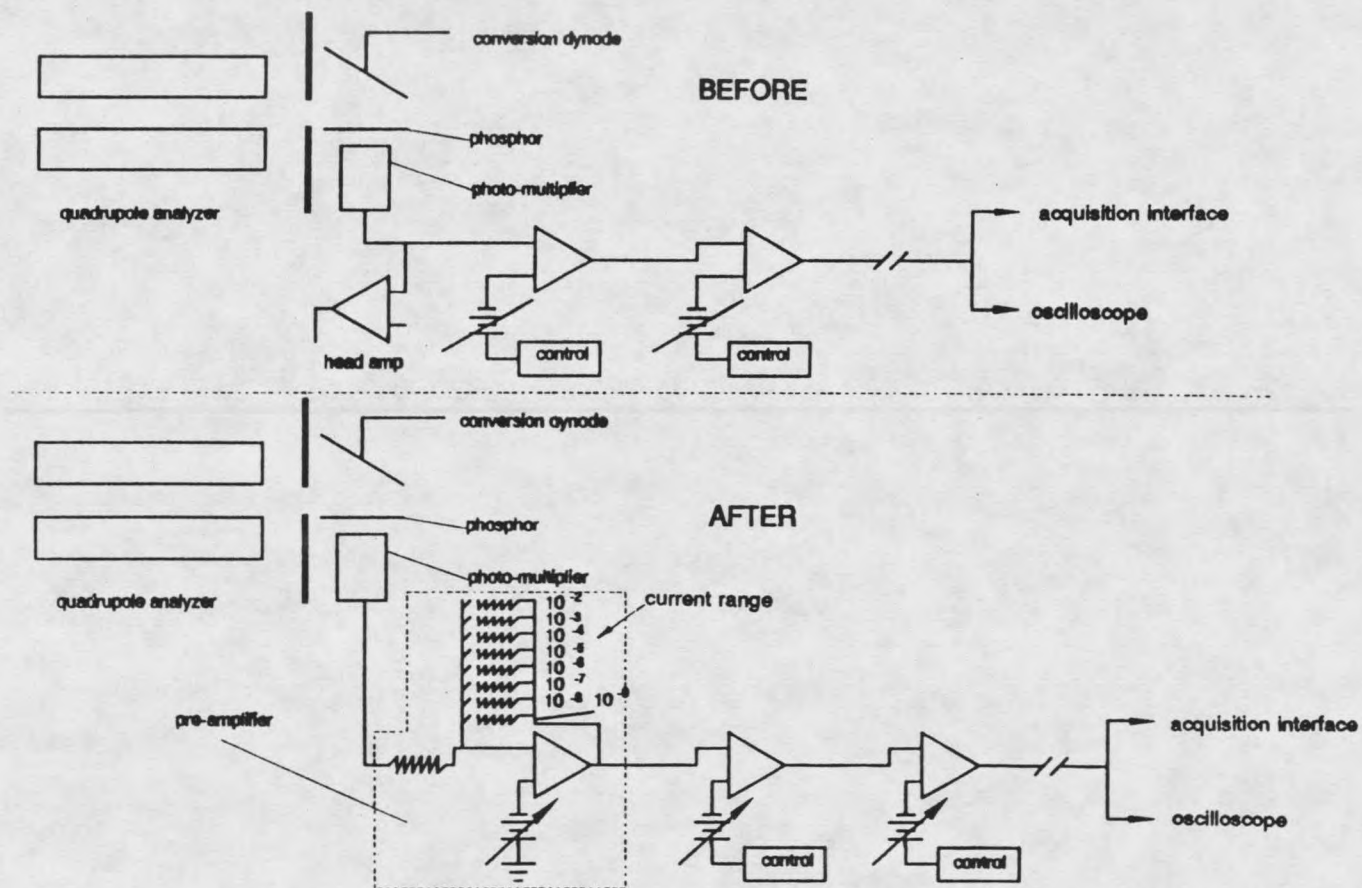 conversion dynode
BEFORE
phosphor
photo-multiplier
quadrupole analyzer
acquisition interface
oscilloscope
head amp
control
control
conversion dynode
AFTER
phosphor
photo-multiplier
quadrupole analyzer
current range
10 -2
10 -3
10 -4
10 -5
10 -6
10 -7
10 -8
10 -9
pre-amplifier
acquisition interface
oscilloscope
control
control